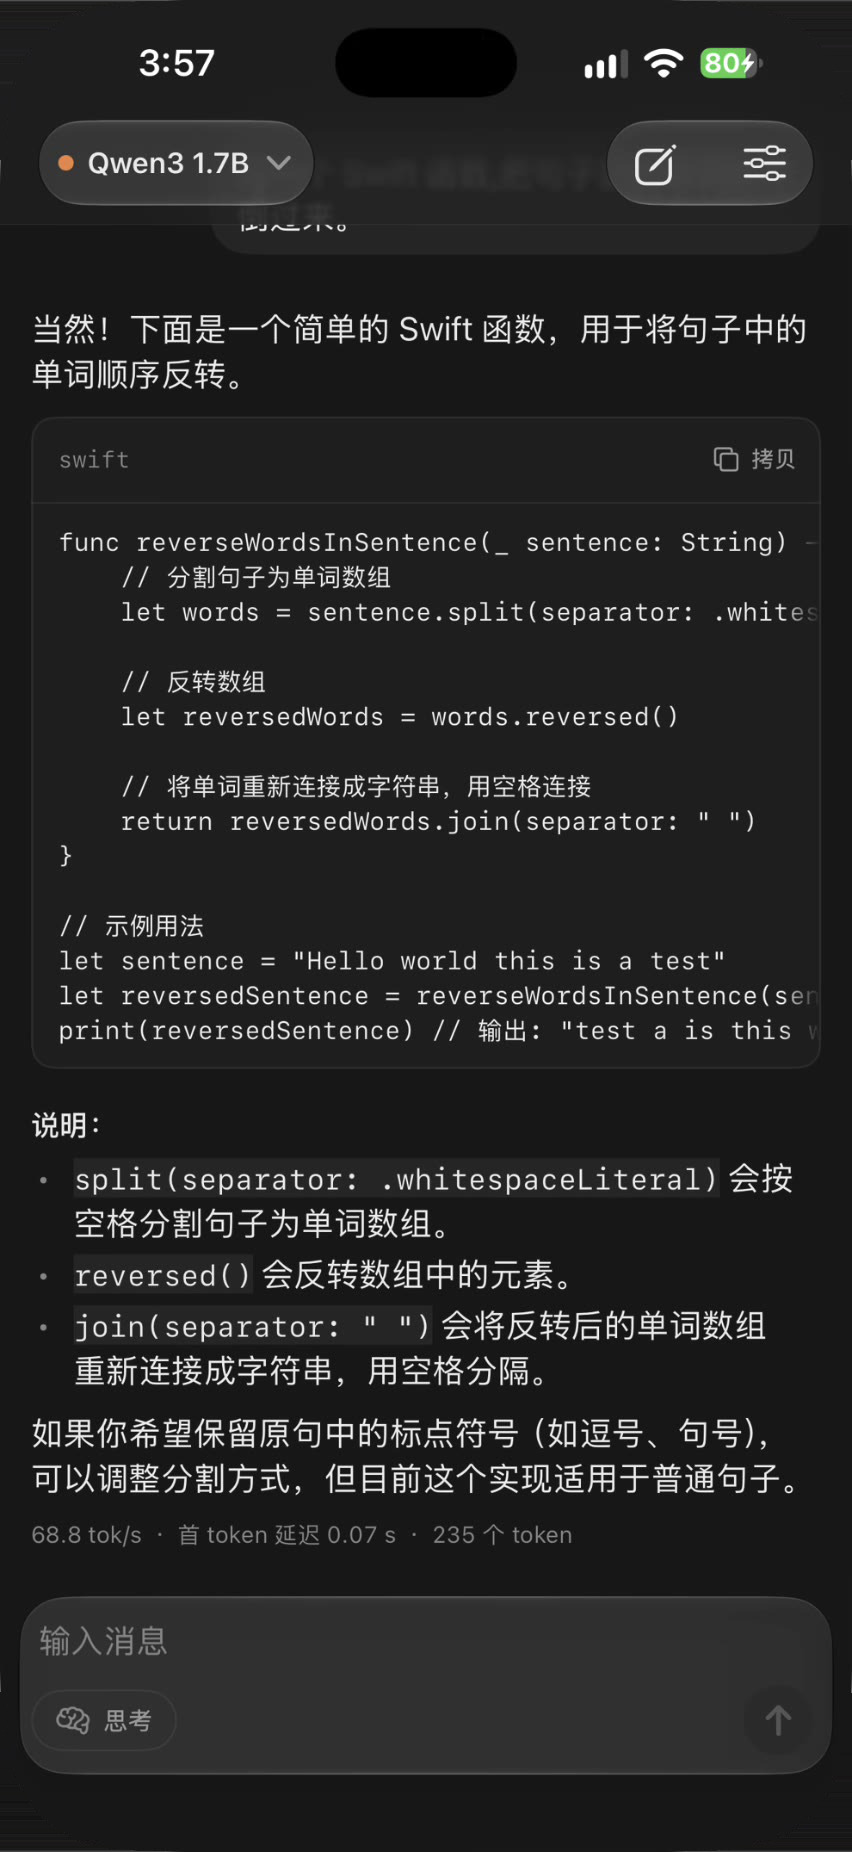 3:57
80
Qwen3 1.7B
倒过来。
当然！下面是一个简单的 Swift 函数，用于将句子中的
单词顺序反转。
swift
拷贝
func reverseWordsInSentence(_ sentence: String) -
// 分割句子为单词数组
let words = sentence.split(separator: .whites
// 反转数组
let reversedWords = words.reversed()
// 将单词重新连接成字符串，用空格连接
return reversedWords.join(separator: " ")
}
// 示例用法
let sentence = "Hello world this is a test"
let reversedSentence = reverseWordsInSentence(sen
print(reversedSentence) // 输出: "test a is this w
说明：
• split(separator: .whitespaceLiteral) 会按
空格分割句子为单词数组。
• reversed() 会反转数组中的元素。
• join(separator: " ") 会将反转后的单词数组
重新连接成字符串，用空格分隔。
如果你希望保留原句中的标点符号（如逗号、句号），
可以调整分割方式，但目前这个实现适用于普通句子。
68.8 tok/s · 首 token 延迟 0.07 s · 235 个 token
输入消息
思考